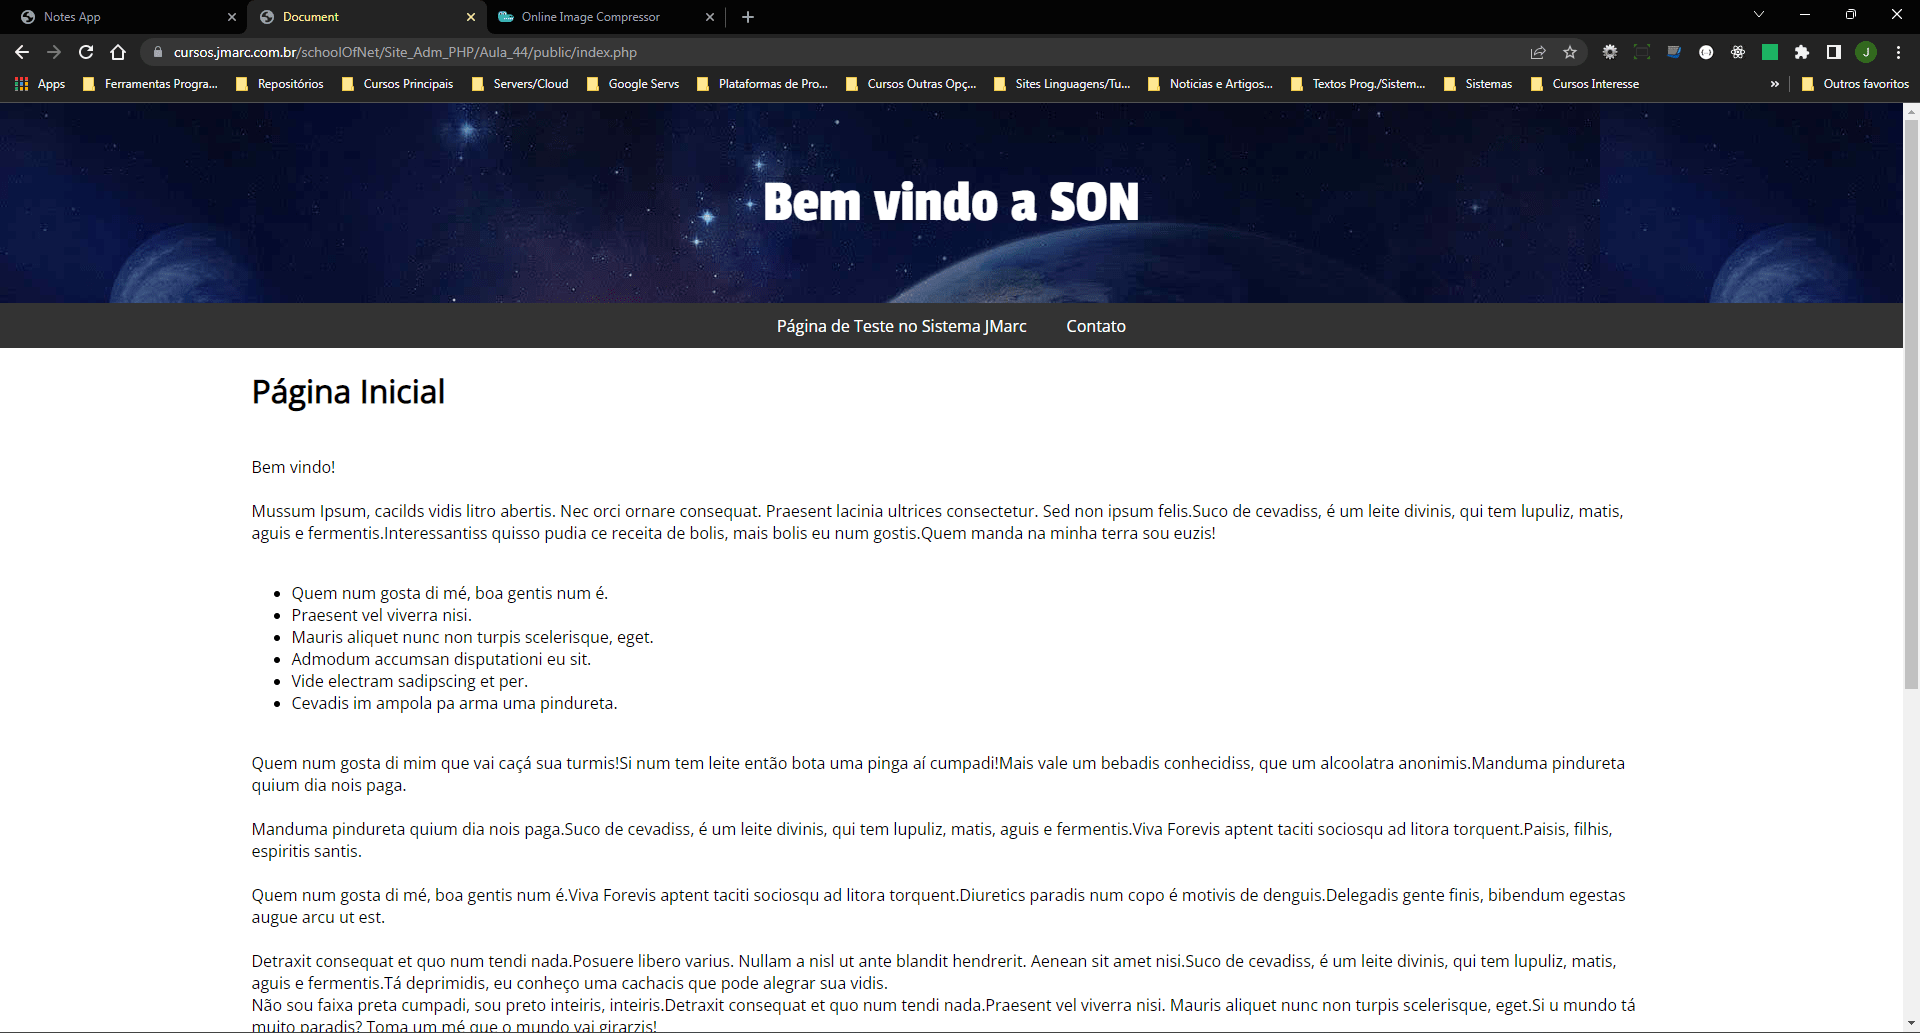 Notes App
Document
Online Image Compressor
cursos.jmarc.com.br/schoolOfNet/Site_Adm_PHP/Aula_44/public/index.php
J
Apps
Ferramentas Progra...
Repositórios
Cursos Principais
Servers/Cloud
Google Servs
Plataformas de Pro...
Cursos Outras Opç...
Sites Linguagens/Tu...
Noticias e Artigos...
Textos Prog./Sistem...
Sistemas
Cursos Interesse
»
Outros favoritos
Bem vindo a SON
Página de Teste no Sistema JMarc
Contato
Página Inicial
Bem vindo!
Mussum Ipsum, cacilds vidis litro abertis. Nec orci ornare consequat. Praesent lacinia ultrices consectetur. Sed non ipsum felis.Suco de cevadiss, é um leite divinis, qui tem lupuliz, matis,
aguis e fermentis.Interessantiss quisso pudia ce receita de bolis, mais bolis eu num gostis.Quem manda na minha terra sou euzis!
• Quem num gosta di mé, boa gentis num é.
• Praesent vel viverra nisi.
• Mauris aliquet nunc non turpis scelerisque, eget.
• Admodum accumsan disputationi eu sit.
• Vide electram sadipscing et per.
• Cevadis im ampola pa arma uma pindureta.
Quem num gosta di mim que vai caçá sua turmis!Si num tem leite então bota uma pinga aí cumpadi!Mais vale um bebadis conhecidiss, que um alcoolatra anonimis.Manduma pindureta
quium dia nois paga.
Manduma pindureta quium dia nois paga.Suco de cevadiss, é um leite divinis, qui tem lupuliz, matis, aguis e fermentis.Viva Forevis aptent taciti sociosqu ad litora torquent.Paisis, filhis,
espiritis santis.
Quem num gosta di mé, boa gentis num é.Viva Forevis aptent taciti sociosqu ad litora torquent.Diuretics paradis num copo é motivis de denguis.Delegadis gente finis, bibendum egestas
augue arcu ut est.
Detraxit consequat et quo num tendi nada.Posuere libero varius. Nullam a nisl ut ante blandit hendrerit. Aenean sit amet nisi.Suco de cevadiss, é um leite divinis, qui tem lupuliz, matis,
aguis e fermentis.Tá deprimidis, eu conheço uma cachacis que pode alegrar sua vidis.
Não sou faixa preta cumpadi, sou preto inteiris, inteiris.Detraxit consequat et quo num tendi nada.Praesent vel viverra nisi. Mauris aliquet nunc non turpis scelerisque, eget.Si u mundo tá
muito paradis? Toma um mé que o mundo vai girarzis!